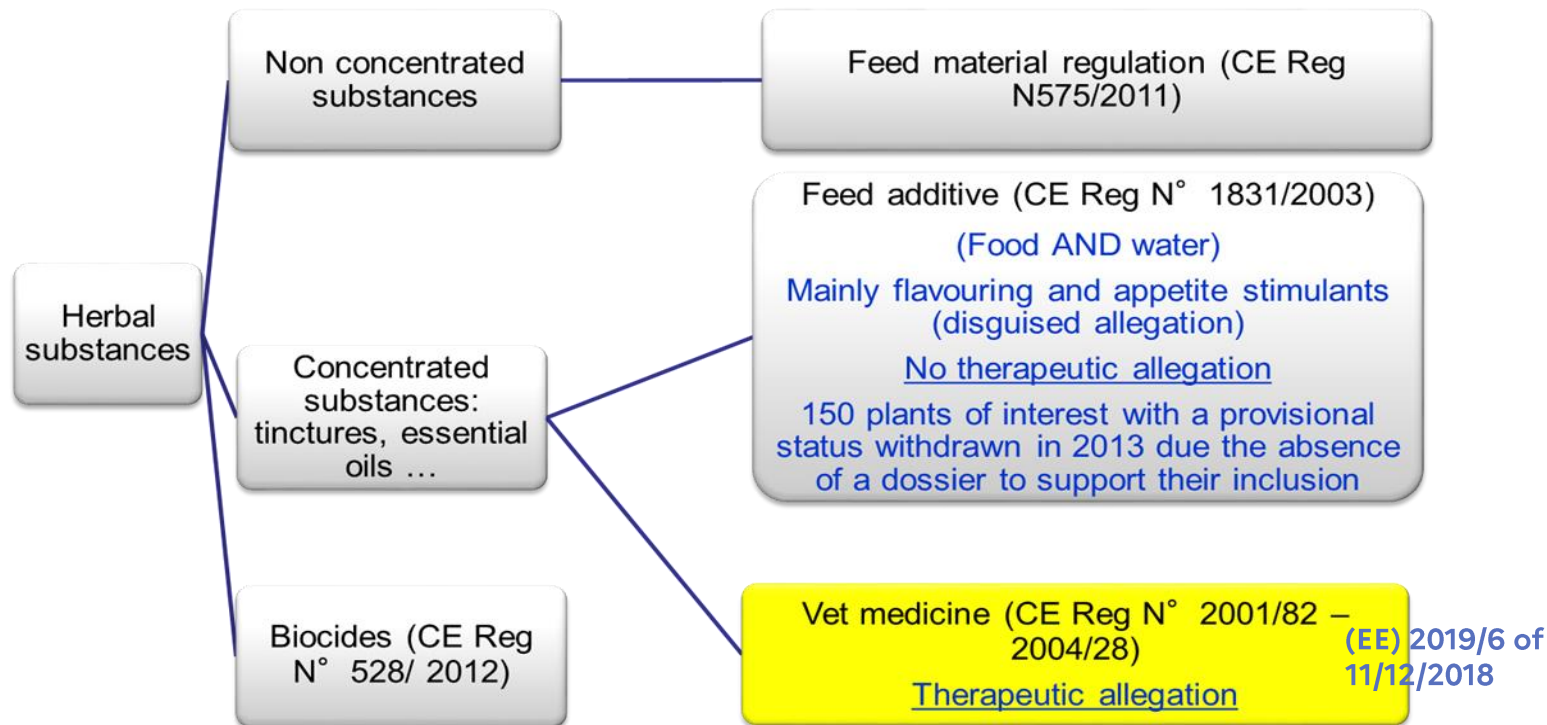 Herbal
substances
Non concentrated
substances
Feed material regulation (CE Reg
N575/2011)
Concentrated
substances:
tinctures, essential
oils …
Feed additive (CE Reg N° 1831/2003)
(Food AND water)
Mainly flavouring and appetite stimulants
(disguised allegation)
No therapeutic allegation
150 plants of interest with a provisional
status withdrawn in 2013 due the absence
of a dossier to support their inclusion
Vet medicine (CE Reg N° 2001/82 –
2004/28)
Therapeutic allegation
(EE) 2019/6 of
11/12/2018
Biocides (CE Reg
N° 528/ 2012)